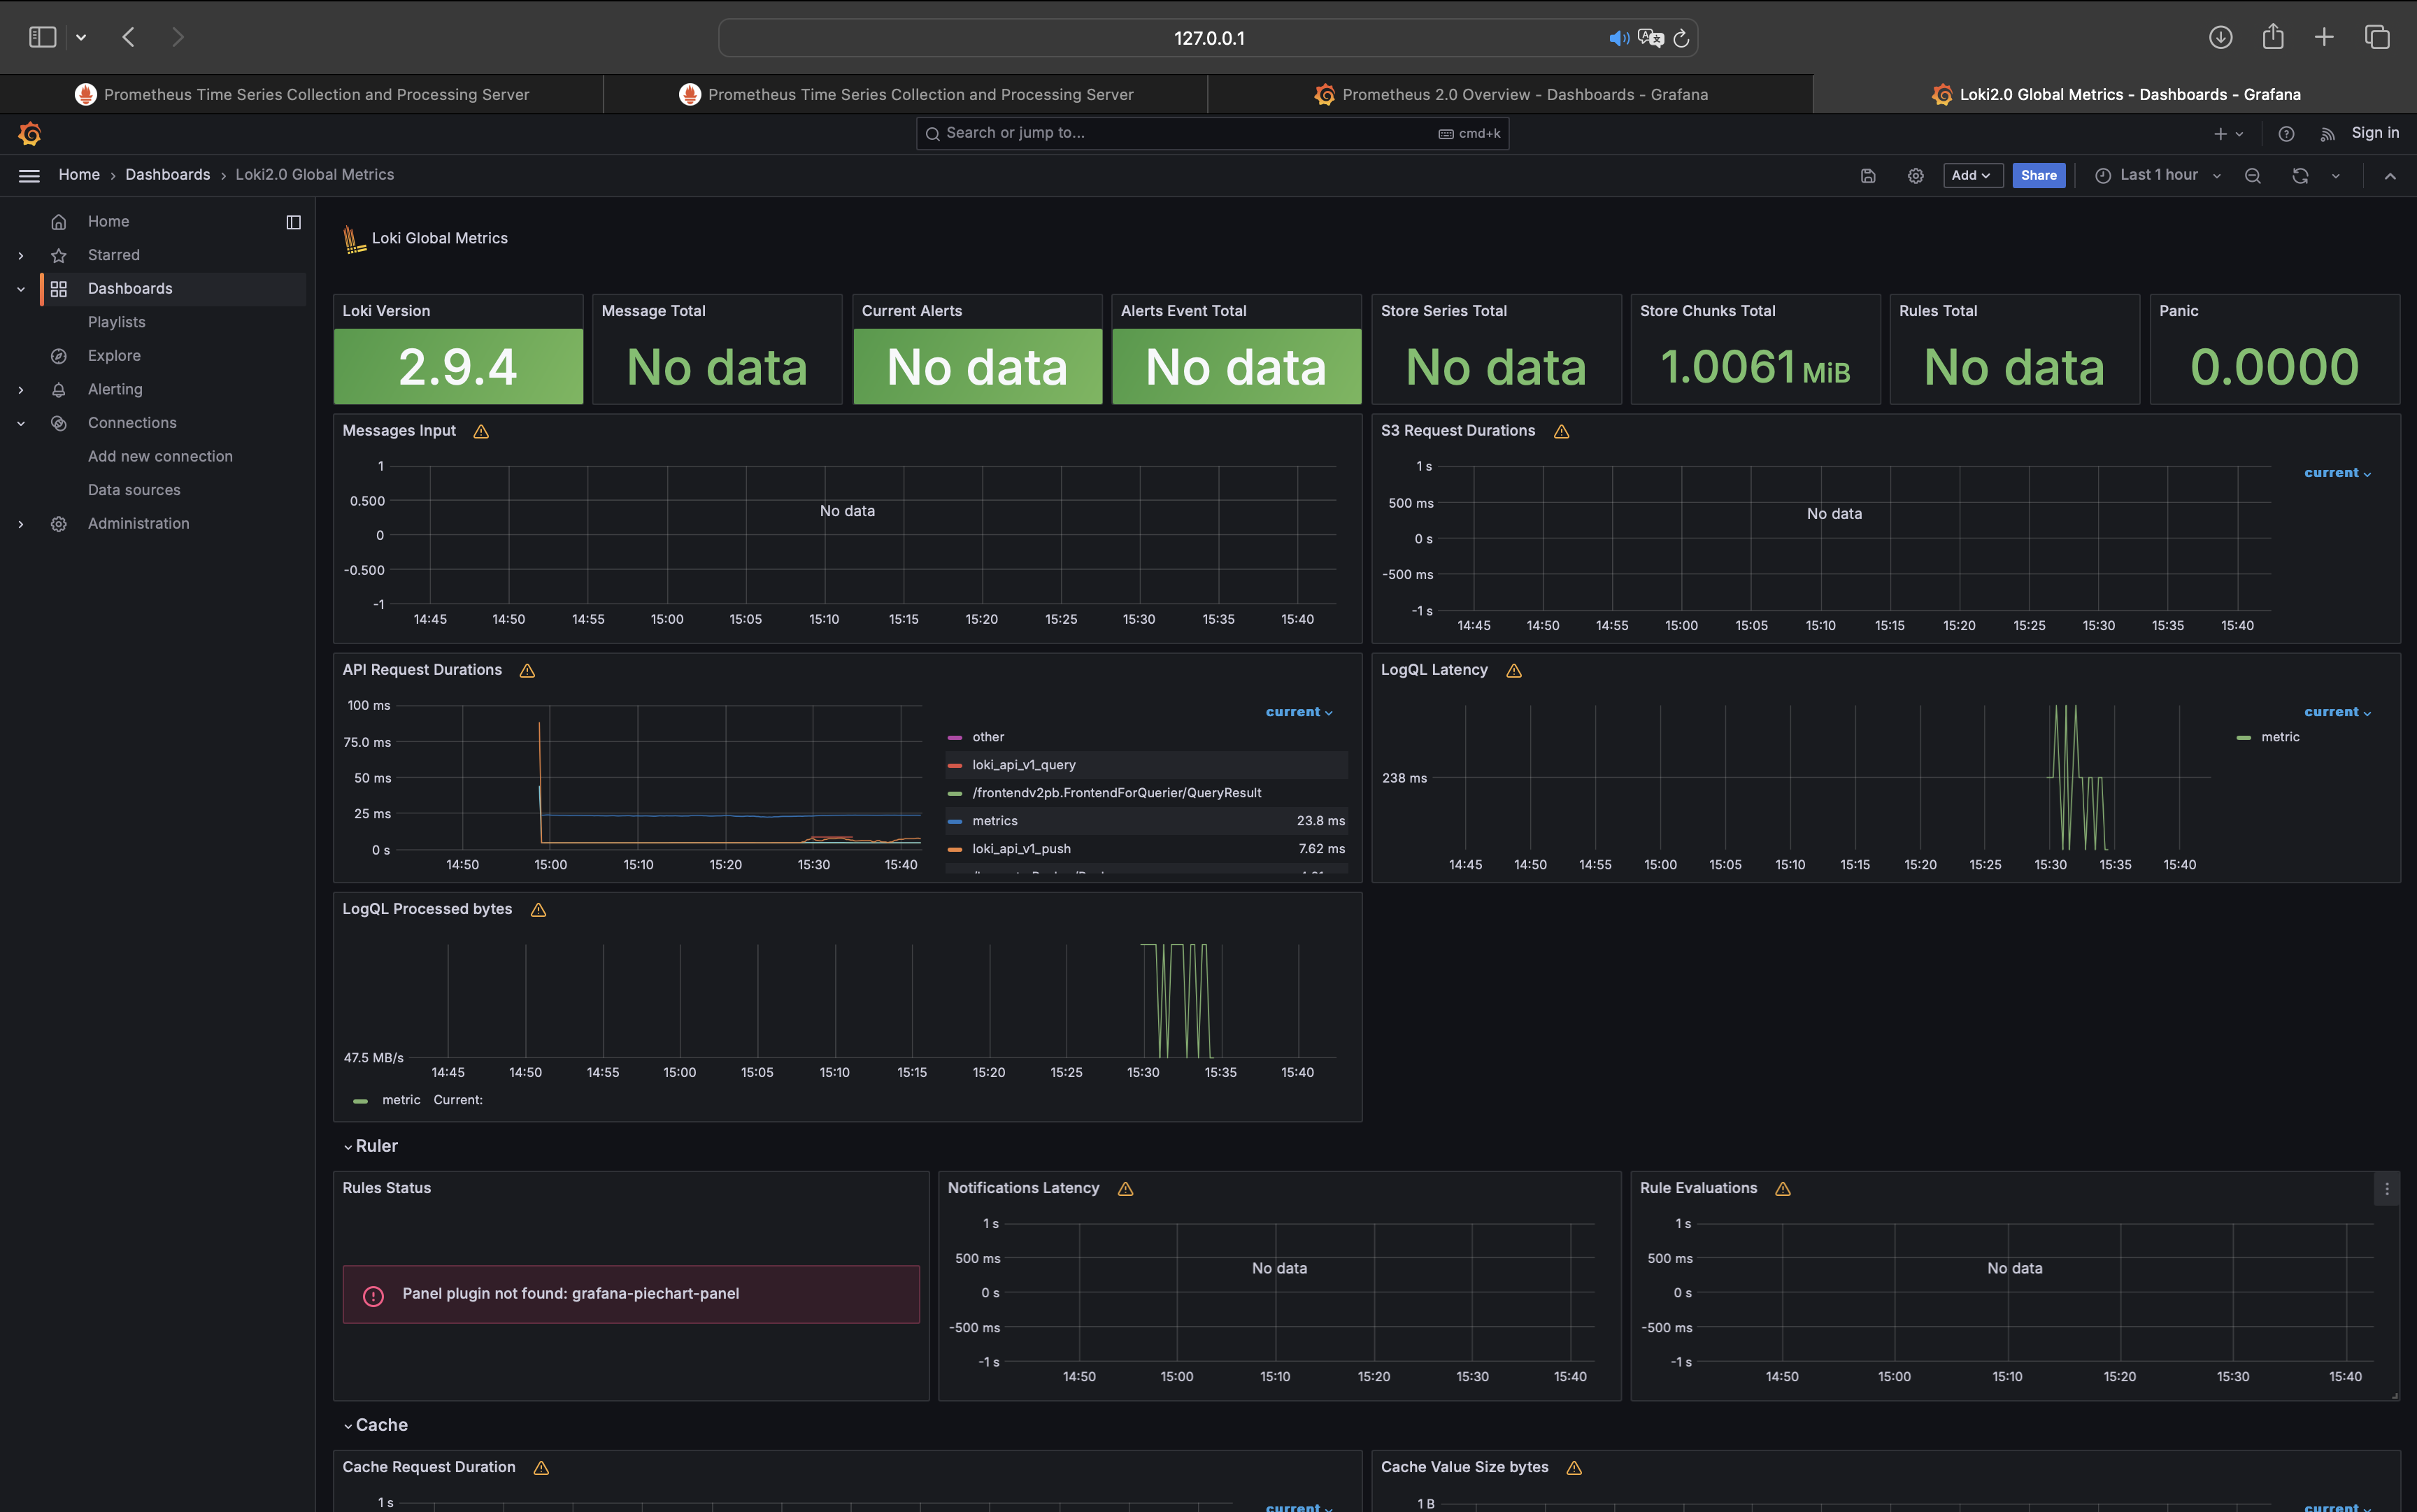 127.0.0.1
Prometheus Time Series Collection and Processing Server
Prometheus Time Series Collection and Processing Server
Prometheus 2.0 Overview - Dashboards - Grafana
Loki2.0 Global Metrics - Dashboards - Grafana
Search or jump to...
cmd+k
Sign in
Home › Dashboards › Loki2.0 Global Metrics
Add
Share
Last 1 hour
Home
Starred
Dashboards
Playlists
Explore
Alerting
Connections
Add new connection
Data sources
Administration
Loki Global Metrics
Loki Version
2.9.4
Message Total
No data
Current Alerts
No data
Alerts Event Total
No data
Store Series Total
No data
Store Chunks Total
1.0061 MiB
Rules Total
No data
Panic
0.0000
Messages Input
1
0.500
0
-0.500
-1
No data
14:45 14:50 14:55 15:00 15:05 15:10 15:15 15:20 15:25 15:30 15:35 15:40
S3 Request Durations
1 s
500 ms
0 s
-500 ms
-1 s
No data
current
14:45 14:50 14:55 15:00 15:05 15:10 15:15 15:20 15:25 15:30 15:35 15:40
API Request Durations
100 ms
75.0 ms
50 ms
25 ms
0 s
14:50 15:00 15:10 15:20 15:30 15:40
current
other
loki_api_v1_query
/frontendv2pb.FrontendForQuerier/QueryResult
metrics 23.8 ms
loki_api_v1_push 7.62 ms
LogQL Latency
238 ms
14:45 14:50 14:55 15:00 15:05 15:10 15:15 15:20 15:25 15:30 15:35 15:40
current
metric
LogQL Processed bytes
47.5 MB/s
14:45 14:50 14:55 15:00 15:05 15:10 15:15 15:20 15:25 15:30 15:35 15:40
metric Current:
Ruler
Rules Status
Panel plugin not found: grafana-piechart-panel
Notifications Latency
1 s
500 ms
0 s
-500 ms
-1 s
No data
14:50 15:00 15:10 15:20 15:30 15:40
Rule Evaluations
1 s
500 ms
0 s
-500 ms
-1 s
No data
14:50 15:00 15:10 15:20 15:30 15:40
Cache
Cache Request Duration
1 s
current
Cache Value Size bytes
1 B
current